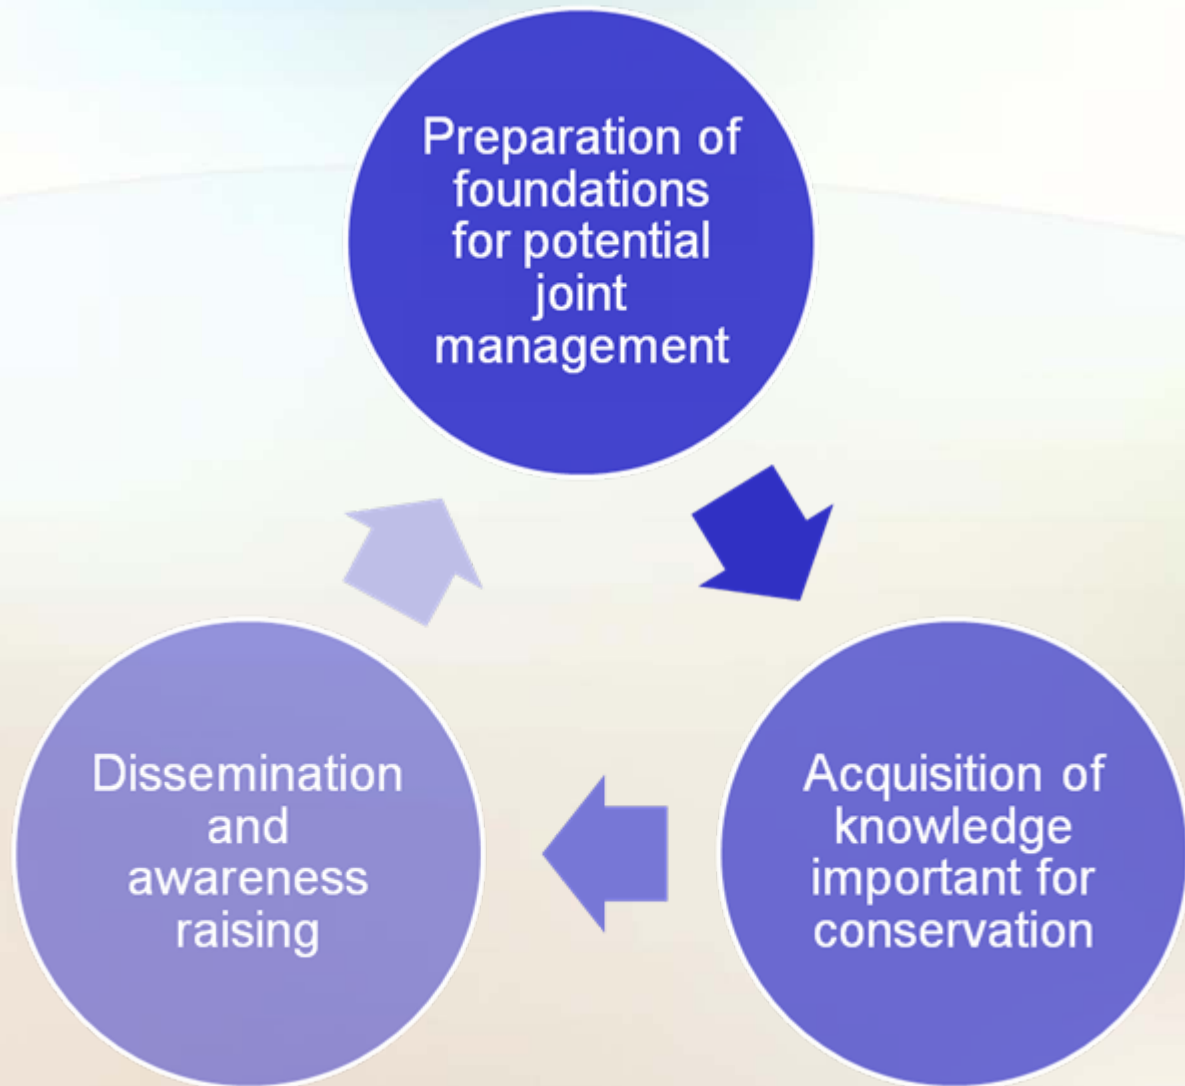 Preparation of
foundations
for potential
joint
management
Dissemination
and
awareness
raising
Acquisition of
knowledge
important for
conservation